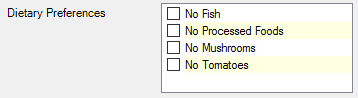 Dietary Preferences
No Fish
No Processed Foods
No Mushrooms
No Tomatoes